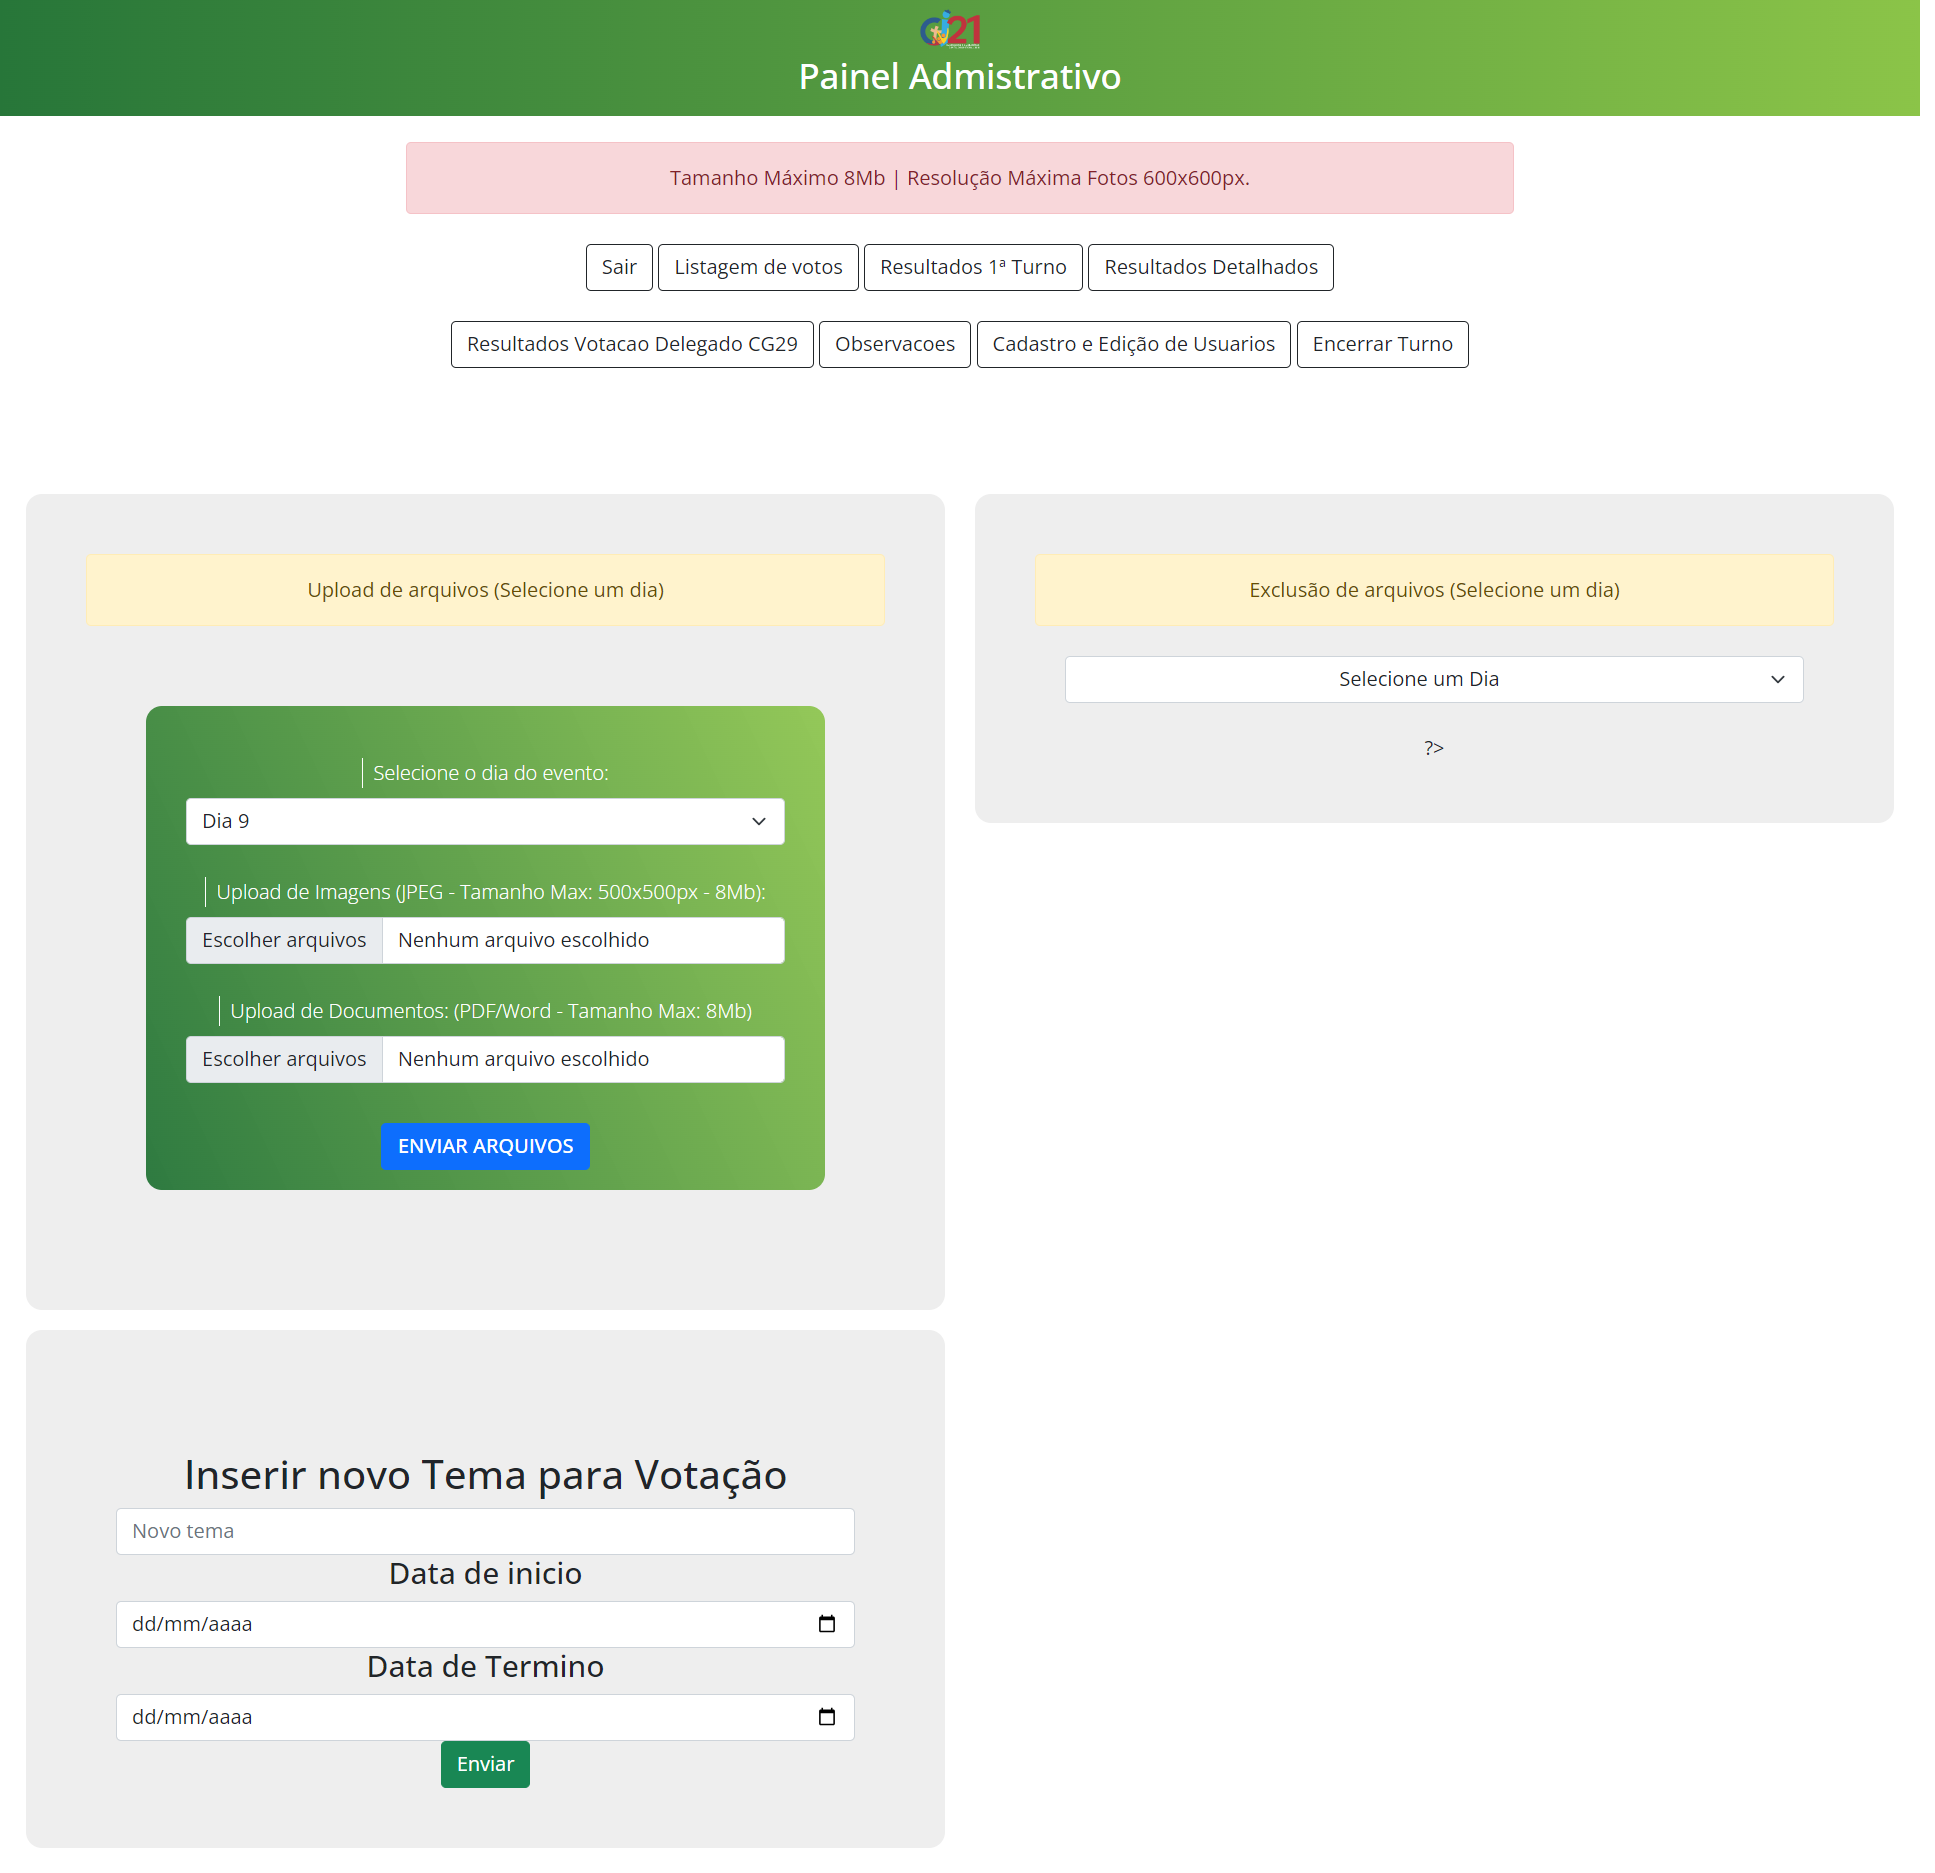 21
Painel Admistrativo
Tamanho Máximo 8Mb | Resolução Máxima Fotos 600x600px.
Sair Listagem de votos Resultados 1ª Turno Resultados Detalhados
Resultados Votacao Delegado CG29 Observacoes Cadastro e Edição de Usuarios Encerrar Turno
Upload de arquivos (Selecione um dia)
Selecione o dia do evento:
Dia 9
Upload de Imagens (JPEG - Tamanho Max: 500x500px - 8Mb):
Escolher arquivos Nenhum arquivo escolhido
Upload de Documentos: (PDF/Word - Tamanho Max: 8Mb)
Escolher arquivos Nenhum arquivo escolhido
ENVIAR ARQUIVOS
Exclusão de arquivos (Selecione um dia)
Selecione um Dia
?>
Inserir novo Tema para Votação
Novo tema
Data de inicio
dd/mm/aaaa
Data de Termino
dd/mm/aaaa
Enviar